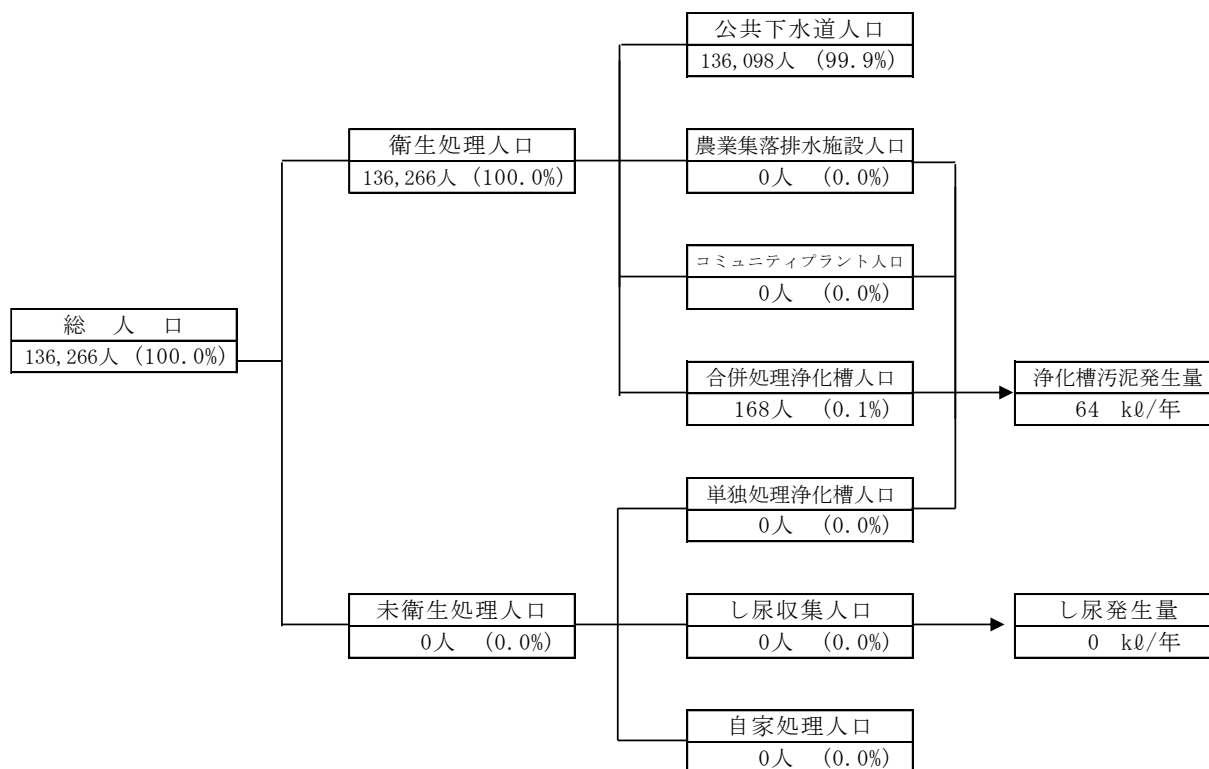 公共下水道人口
136,098人 (99.9%)
衛生処理人口
136,266人 (100.0%)
農業集落排水施設人口
0人 (0.0%)
コミュニティプラント人口
0人 (0.0%)
総 人 口
136,266人 (100.0%)
合併処理浄化槽人口
168人 (0.1%)
浄化槽汚泥発生量
64 kℓ/年
単独処理浄化槽人口
0人 (0.0%)
未衛生処理人口
0人 (0.0%)
し尿収集人口
0人 (0.0%)
し尿発生量
0 kℓ/年
自家処理人口
0人 (0.0%)